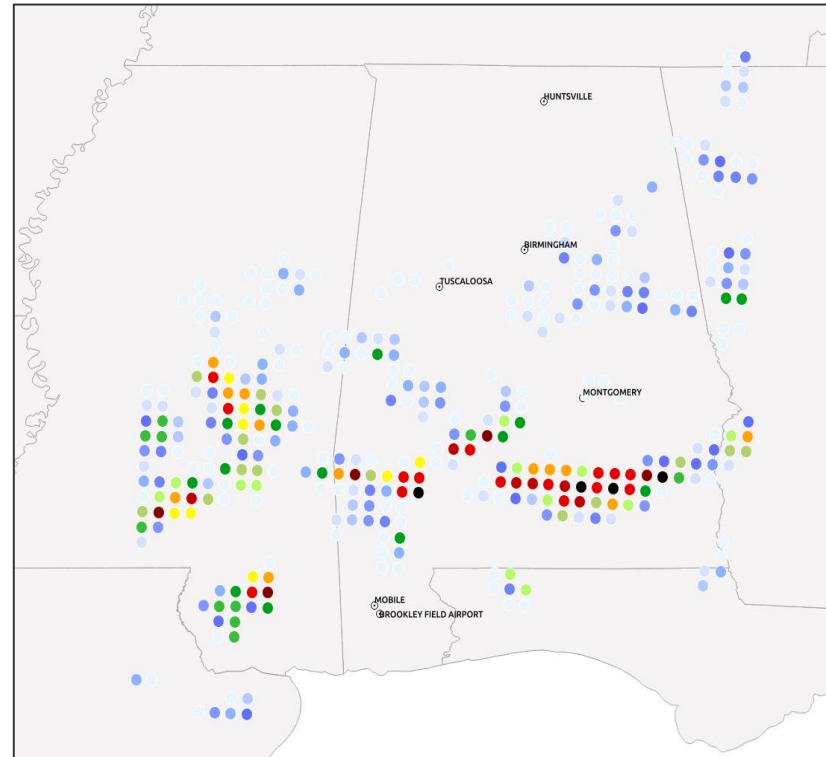 HUNTSVILLE
BIRMINGHAM
TUSCALOOSA
MONTGOMERY
MOBILE
BROOKLEY FIELD AIRPORT